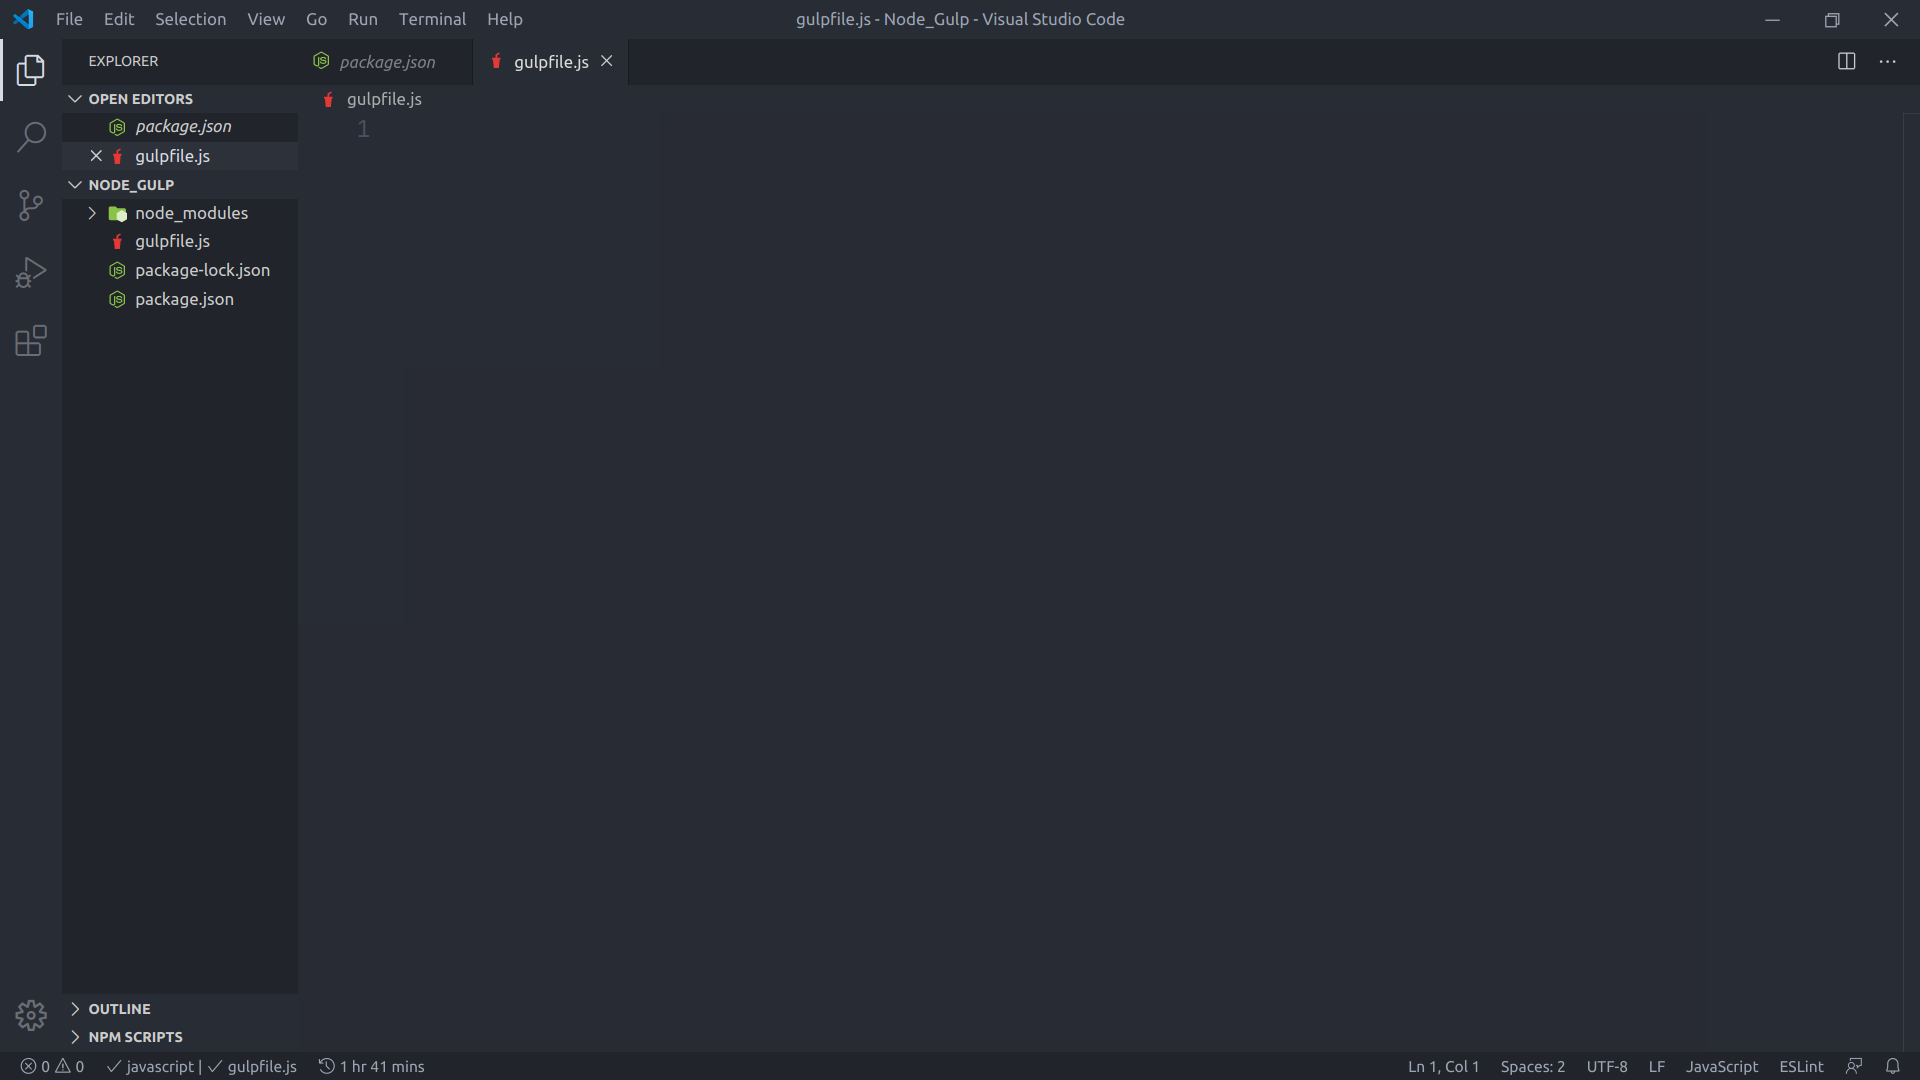 File Edit Selection View Go Run Terminal Help gulpfile.js - Node_Gulp - Visual Studio Code
EXPLORER
package.json
gulpfile.js
OPEN EDITORS
package.json
gulpfile.js
NODE_GULP
node_modules
gulpfile.js
package-lock.json
package.json
OUTLINE
NPM SCRIPTS
gulpfile.js
1
0 0 javascript | gulpfile.js 1 hr 41 mins Ln 1, Col 1 Spaces: 2 UTF-8 LF JavaScript ESLint